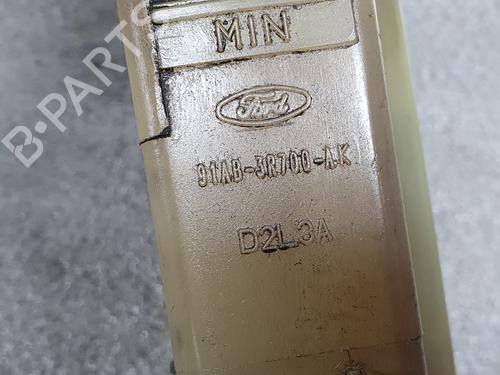 MIN
Ford
91AB-3R700-AK
D2L3A
B-PARTS